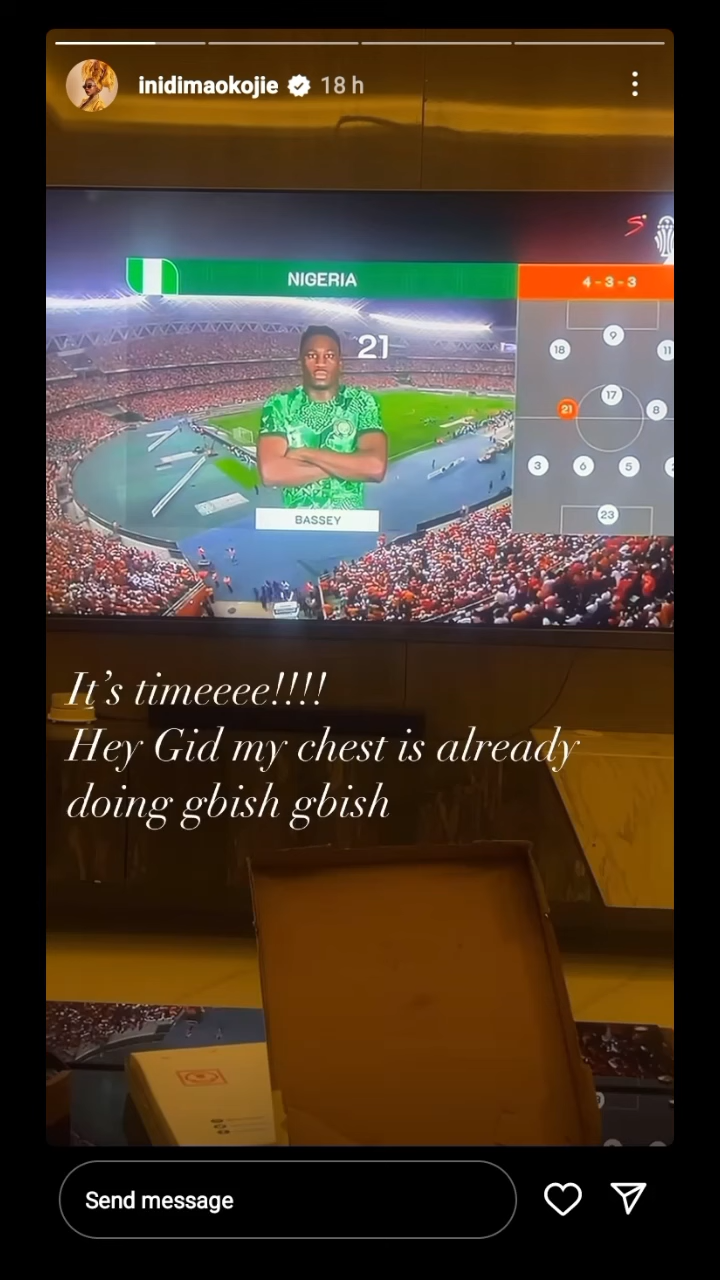 inidimaokojie 18 h
NIGERIA
4-3-3
21
9
18
11
17
21
8
3
6
5
23
BASSEY
It's timeeee!!!!
Hey Gid my chest is already
doing gbish gbish
Send message